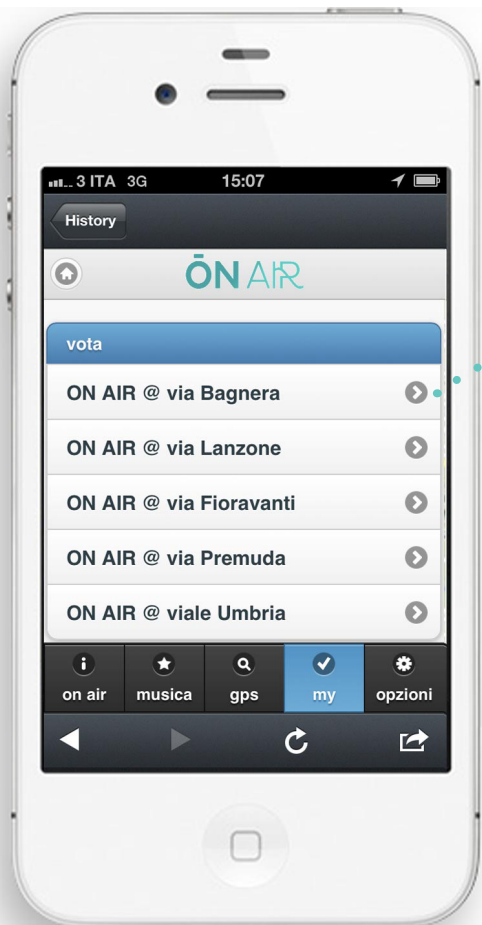 3 ITA 3G 15:07
History
ŌN AIR
vota
ON AIR @ via Bagnera
ON AIR @ via Lanzone
ON AIR @ via Fioravanti
ON AIR @ via Premuda
ON AIR @ viale Umbria
on air musica gps my opzioni